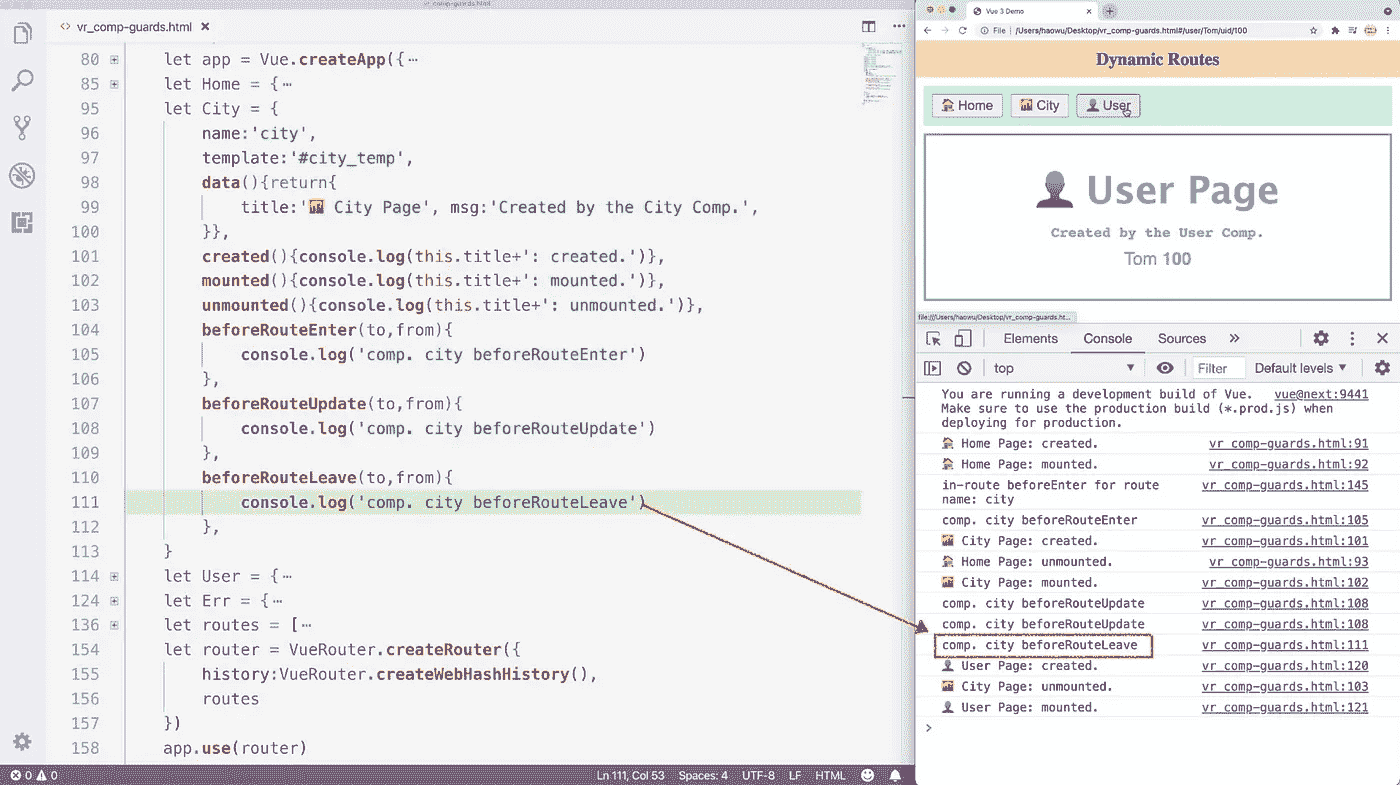 vr_comp-guards.html
vr_comp-guards.html
80 let app = Vue.createApp({⋯
85 let Home = {⋯
95 let City = {
96 name:'city',
97 template:'#city_temp',
98 data(){return{
99 title:'🌇 City Page', msg:'Created by the City Comp.',
100 }},
101 created(){console.log(this.title+': created.')},
102 mounted(){console.log(this.title+': mounted.')},
103 unmounted(){console.log(this.title+': unmounted.')},
104 beforeRouteEnter(to,from){
105 console.log('comp. city beforeRouteEnter')
106 },
107 beforeRouteUpdate(to,from){
108 console.log('comp. city beforeRouteUpdate')
109 },
110 beforeRouteLeave(to,from){
111 console.log('comp. city beforeRouteLeave')
112 },
113 }
114 let User = {⋯
124 let Err = {⋯
136 let routes = [⋯
154 let router = VueRouter.createRouter({
155 history:VueRouter.createWebHashHistory(),
156 routes
157 })
158 app.use(router)
0 0 Ln 111, Col 53 Spaces: 4 UTF-8 LF HTML
Vue 3 Demo
File | /Users/haowu/Desktop/vr_comp-guards.html#/user/Tom/uid/100
Dynamic Routes
🏠 Home 🌇 City 👤 User
👤 User Page
Created by the User Comp.
Tom 100
file:///Users/haowu/Desktop/vr_comp-guards.ht...
Elements Console Sources »
top Filter Default levels ▼
You are running a development build of Vue. vue@next:9441
Make sure to use the production build (*.prod.js) when
deploying for production.
🏠 Home Page: created. vr_comp-guards.html:91
🏠 Home Page: mounted. vr_comp-guards.html:92
in-route beforeEnter for route vr_comp-guards.html:145
name: city
comp. city beforeRouteEnter vr_comp-guards.html:105
🌇 City Page: created. vr_comp-guards.html:101
🏠 Home Page: unmounted. vr_comp-guards.html:93
🌇 City Page: mounted. vr_comp-guards.html:102
comp. city beforeRouteUpdate vr_comp-guards.html:108
comp. city beforeRouteUpdate vr_comp-guards.html:108
comp. city beforeRouteLeave vr_comp-guards.html:111
👤 User Page: created. vr_comp-guards.html:120
🌇 City Page: unmounted. vr_comp-guards.html:103
👤 User Page: mounted. vr_comp-guards.html:121
>